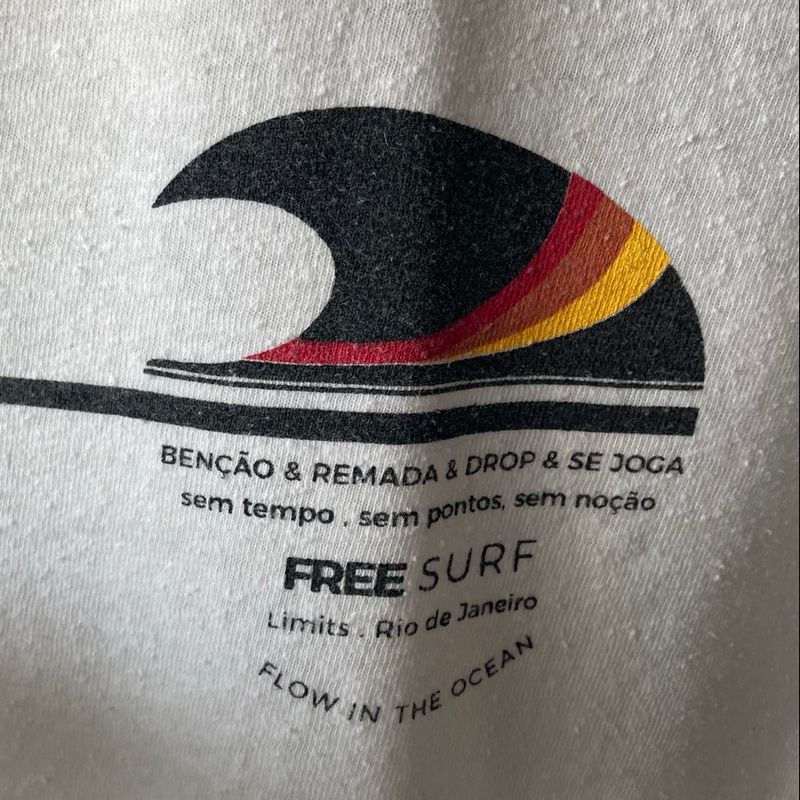 BENÇÃO & REMADA & DROP & SE JOGA
sem tempo . sem pontos, sem noção
FREE SURF
Limits . Rio de Janeiro
FLOW IN THE OCEAN